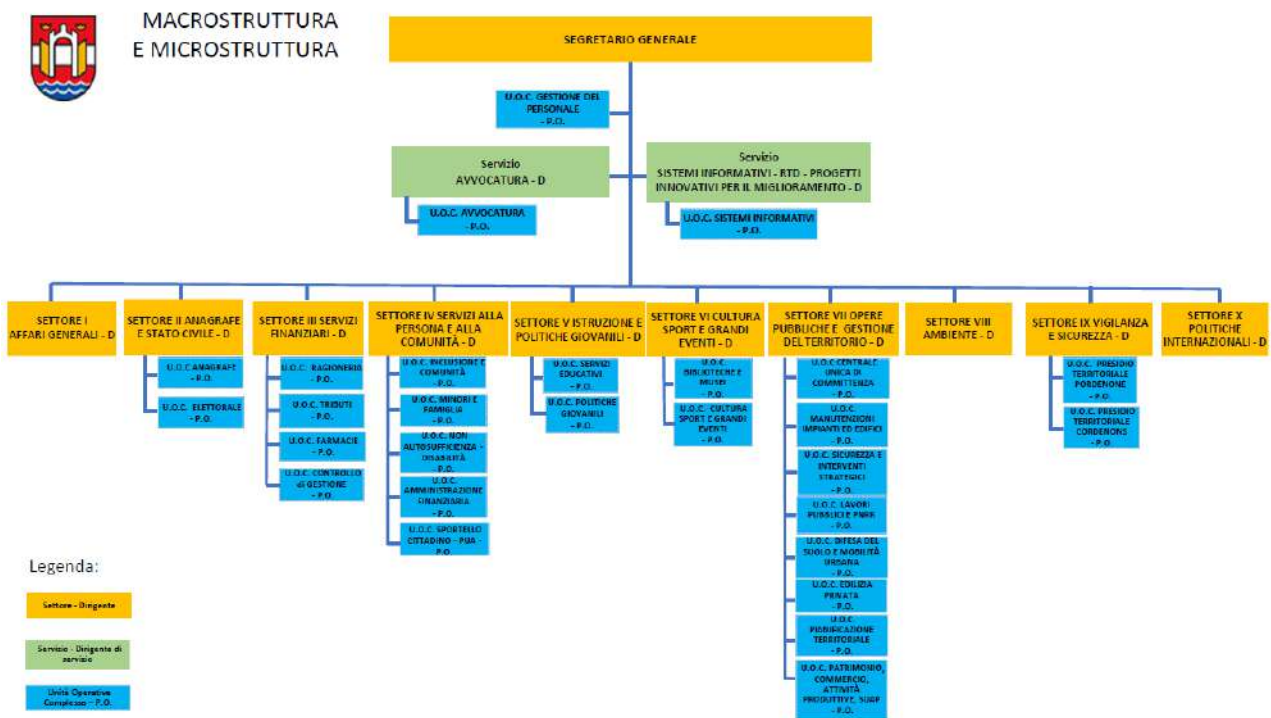 MACROSTRUTTURA
E MICROSTRUTTURA
SEGRETARIO GENERALE
U.O.C. GESTIONE DEL
PERSONALE
- P.O.
Servizio
AVVOCATURA - D
Servizio
SISTEMI INFORMATIVI - RTD - PROGETTI
INNOVATIVI PER IL MIGLIORAMENTO - D
U.O.C. AVVOCATURA
- P.O.
U.O.C. SISTEMI INFORMATIVI
- P.O.
SETTORE I
AFFARI GENERALI - D
SETTORE II ANAGRAFE
E STATO CIVILE - D
U.O.C ANAGRAFE
- P.O.
U.O.C. ELETTORALE
- P.O.
SETTORE III SERVIZI
FINANZIARI - D
U.O.C. RAGIONERIA
- P.O.
U.O.C. TRIBUTI
- P.O.
U.O.C. FARMACIE
- P.O.
U.O.C. CONTROLLO
di GESTIONE
- P.O.
SETTORE IV SERVIZI ALLA
PERSONA E ALLA
COMUNITÀ - D
U.O.C. INCLUSIONE E
COMUNITÀ
- P.O.
U.O.C. MINORI E
FAMIGLIA
- P.O.
U.O.C. NON
AUTOSUFFICIENZA -
DISABILITÀ
- P.O.
U.O.C.
AMMINISTRAZIONE
FINANZIARIA
- P.O.
U.O.C. SPORTELLO
CITTADINO - PUA -
P.O.
SETTORE V ISTRUZIONE E
POLITICHE GIOVANILI - D
U.O.C. SERVIZI
EDUCATIVI
- P.O.
U.O.C. POLITICHE
GIOVANILI
- P.O.
SETTORE VI CULTURA
SPORT E GRANDI
EVENTI - D
U.O.C
BIBLIOTECHE E
MUSEI
- P.O.
U.O.C. CULTURA
SPORT E GRANDI
EVENTI
- P.O.
SETTORE VII OPERE
PUBBLICHE E GESTIONE
DEL TERRITORIO - D
U.O.C CENTRALE
UNICA DI
COMMITTENZA
- P.O.
U.O.C.
MANUTENZIONI
IMPIANTI ED EDIFICI
- P.O.
U.O.C. SICUREZZA E
INTERVENTI
STRATEGICI
- P.O.
U.O.C. LAVORI
PUBBLICI E PNRR
- P.O.
U.O.C. DIFESA DEL
SUOLO E MOBILITÀ
URBANA
- P.O.
U.O.C. EDILIZIA
PRIVATA
- P.O.
U.O.C.
PIANIFICAZIONE
TERRITORIALE
- P.O.
U.O.C. PATRIMONIO,
COMMERCIO,
ATTIVITÀ
PRODUTTIVE, SUAP
- P.O.
SETTORE VIII
AMBIENTE - D
SETTORE IX VIGILANZA
E SICUREZZA - D
U.O.C. PRESIDIO
TERRITORIALE
PORDENONE
- P.O.
U.O.C. PRESIDIO
TERRITORIALE
CORDENONS
- P.O.
SETTORE X
POLITICHE
INTERNAZIONALI - D
Legenda:
Settore - Dirigente
Servizio - Dirigente di
servizio
Unità Operativa
Complessa - P.O.